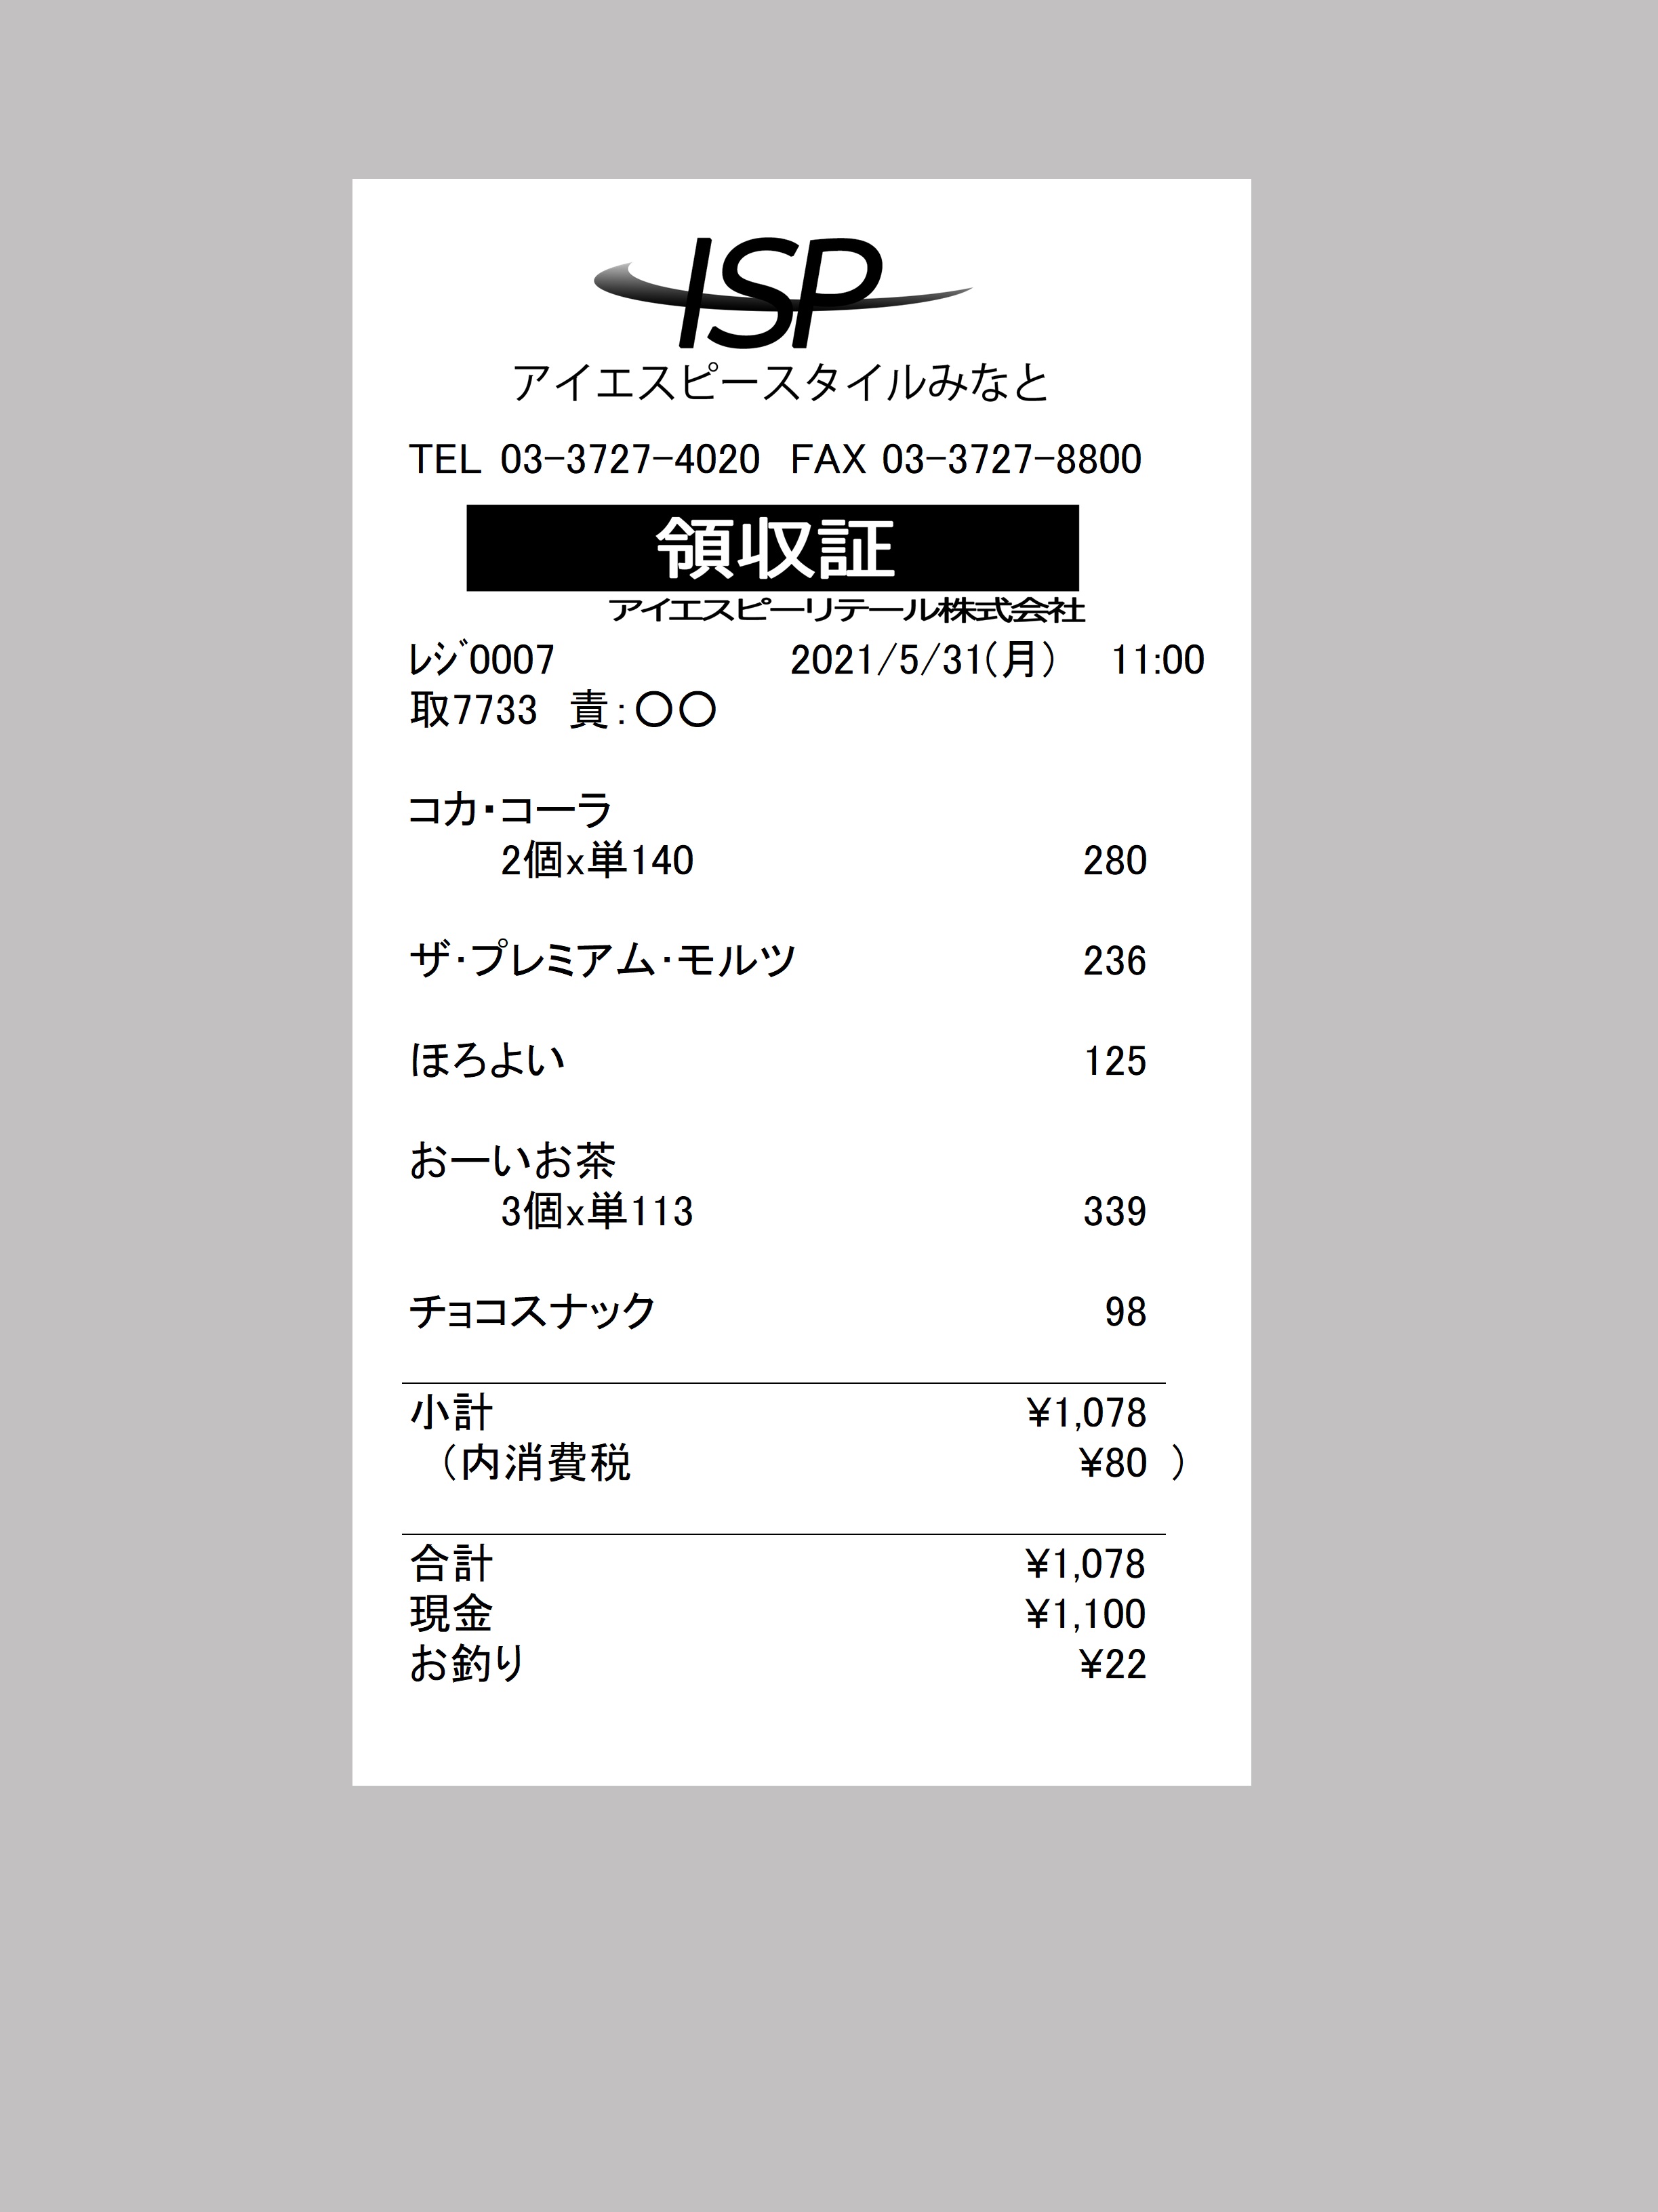 ISP
アイエスピースタイルみなと
TEL 03-3727-4020 FAX 03-3727-8800
領収証
アイエスピーリテール株式会社
ﾚｼﾞ0007 2021/5/31(月) 11:00
取7733 責:〇〇
コカ・コーラ
2個x単140 280
ザ・プレミアム・モルツ 236
ほろよい 125
おーいお茶
3個x単113 339
チョコスナック 98
小計 ¥1,078
(内消費税 ¥80 )
合計 ¥1,078
現金 ¥1,100
お釣り ¥22